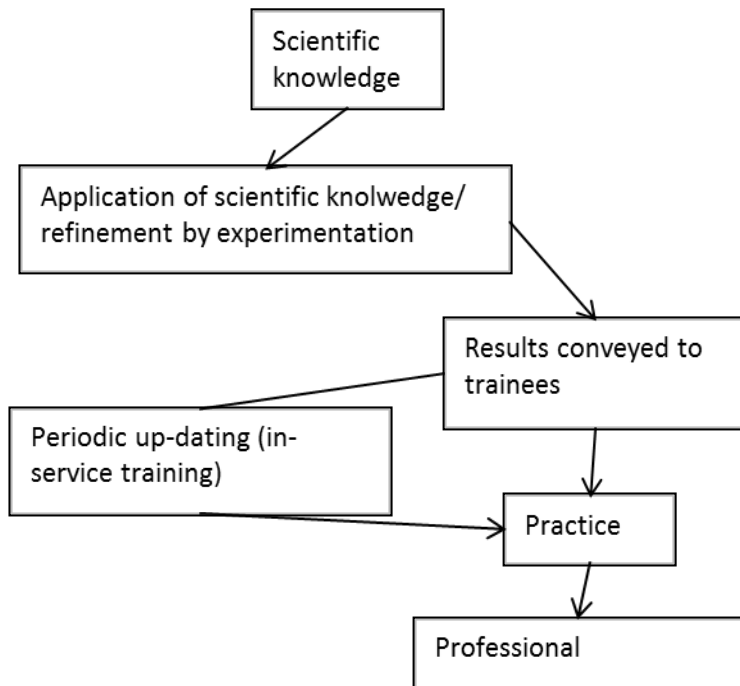 Scientific
knowledge
Application of scientific knolwedge/
refinement by experimentation
Results conveyed to
trainees
Periodic up-dating (in-
service training)
Practice
Professional